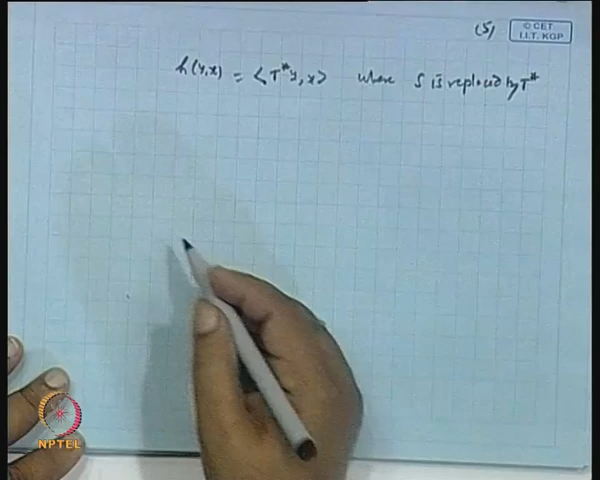 (5)
© CET
I.I.T. KGP
h(y,x) = <T*y, x> where S is replaced by T*
NPTEL